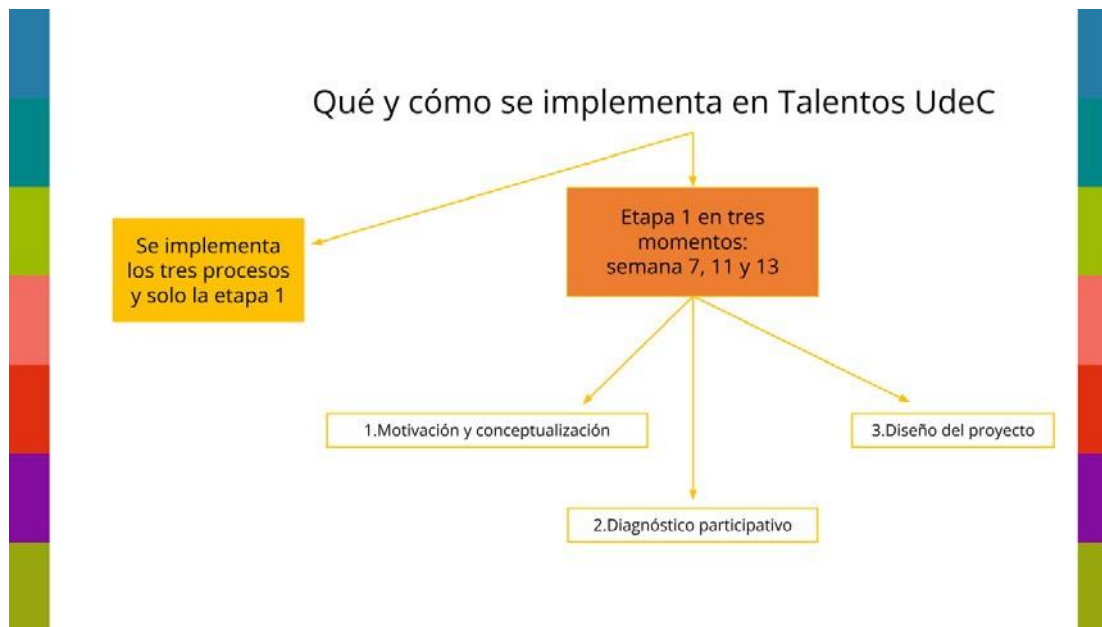 Qué y cómo se implementa en Talentos UdeC
Se implementa
los tres procesos
y solo la etapa 1
Etapa 1 en tres
momentos:
semana 7, 11 y 13
1.Motivación y conceptualización
3.Diseño del proyecto
2.Diagnóstico participativo